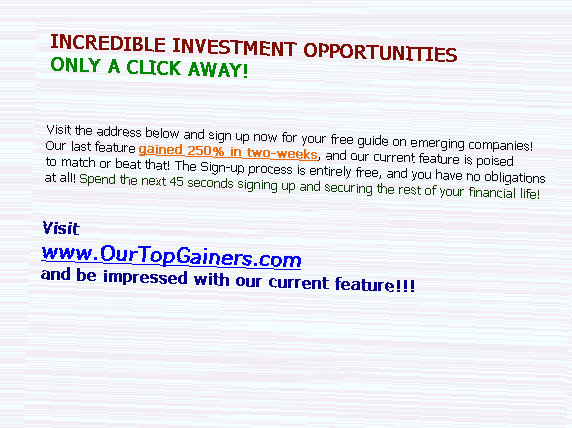 INCREDIBLE INVESTMENT OPPORTUNITIES
ONLY A CLICK AWAY!
Visit the address below and sign up now for your free guide on emerging companies!
Our last feature gained 250% in two-weeks, and our current feature is poised
to match or beat that! The Sign-up process is entirely free, and you have no obligations
at all! Spend the next 45 seconds signing up and securing the rest of your financial life!
Visit
www.OurTopGainers.com
and be impressed with our current feature!!!